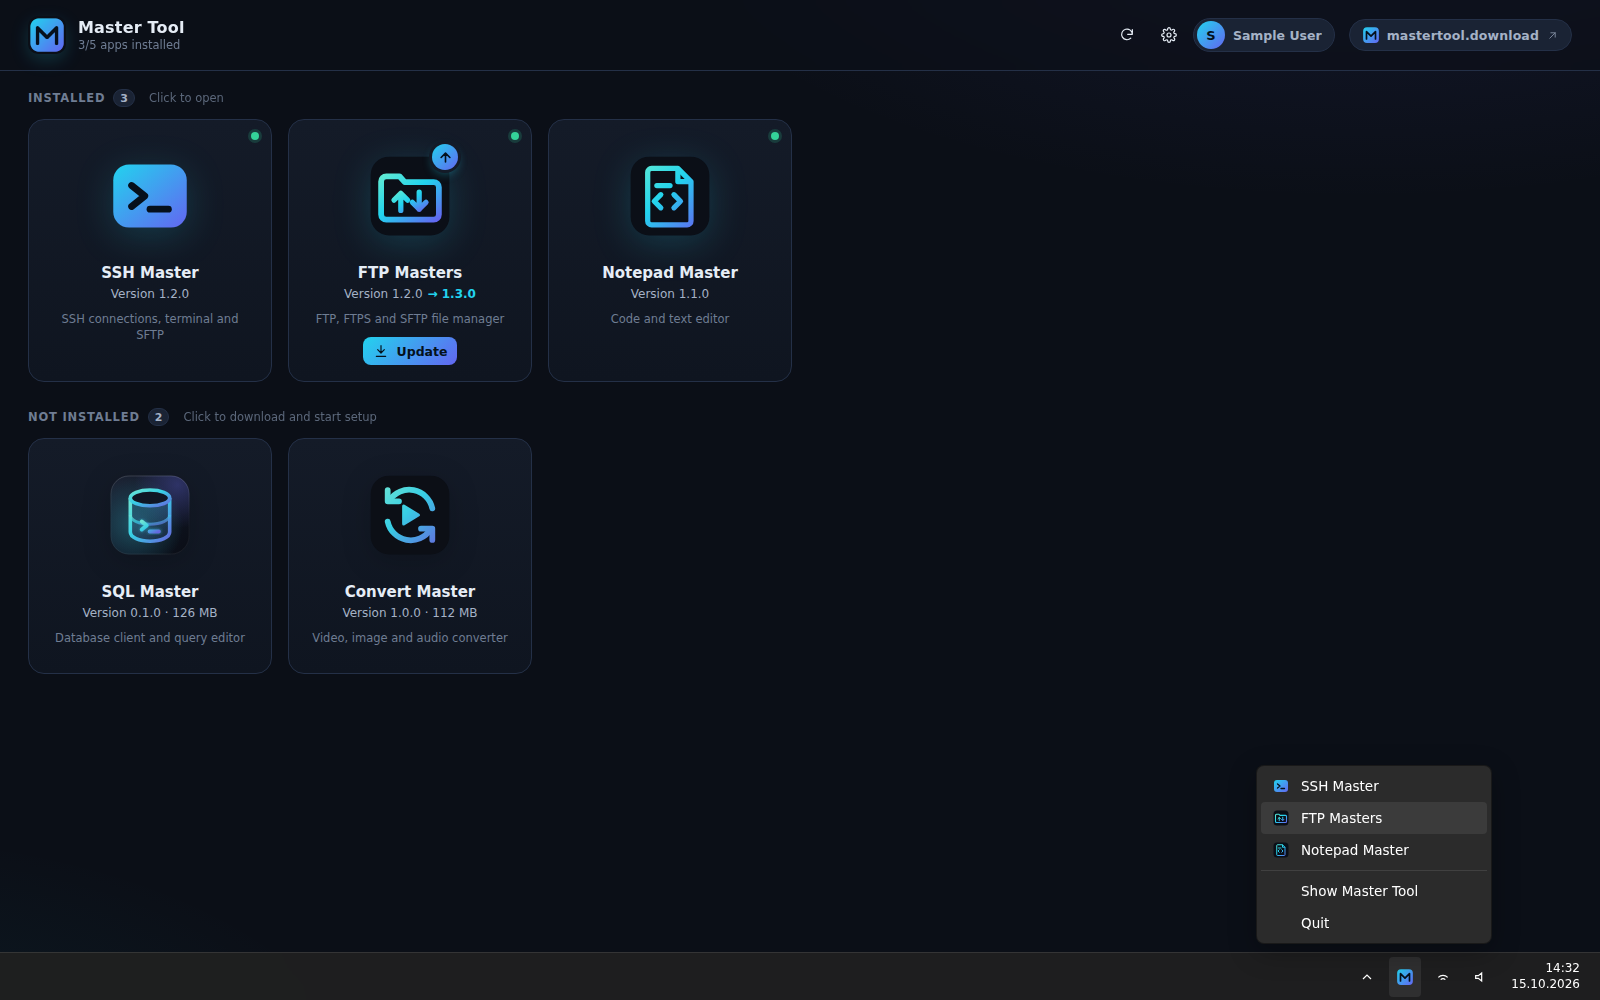 Master Tool
3/5 apps installed
S
Sample User
mastertool.download
INSTALLED 3 Click to open
SSH Master
Version 1.2.0
SSH connections, terminal and
SFTP
FTP Masters
Version 1.2.0 → 1.3.0
FTP, FTPS and SFTP file manager
Update
Notepad Master
Version 1.1.0
Code and text editor
NOT INSTALLED 2 Click to download and start setup
SQL Master
Version 0.1.0 · 126 MB
Database client and query editor
Convert Master
Version 1.0.0 · 112 MB
Video, image and audio converter
SSH Master
FTP Masters
Notepad Master
Show Master Tool
Quit
14:32
15.10.2026